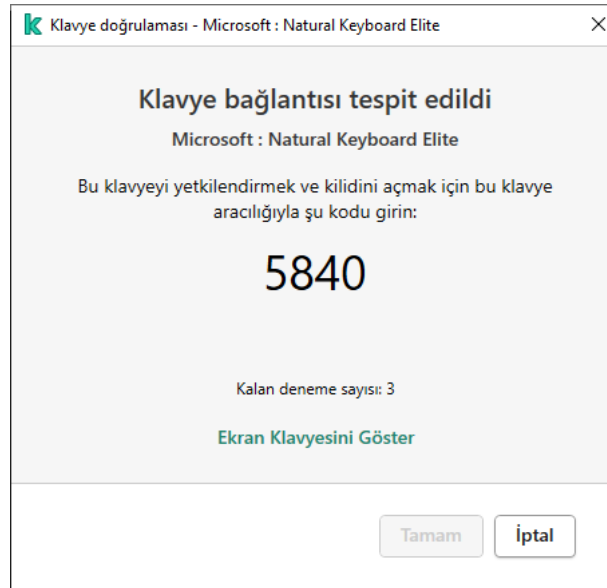 Klavye doğrulaması - Microsoft : Natural Keyboard Elite
Klavye bağlantısı tespit edildi
Microsoft : Natural Keyboard Elite
Bu klavyeyi yetkilendirmek ve kilidini açmak için bu klavye
aracılığıyla şu kodu girin:
5840
Kalan deneme sayısı: 3
Ekran Klavyesini Göster
Tamam
İptal